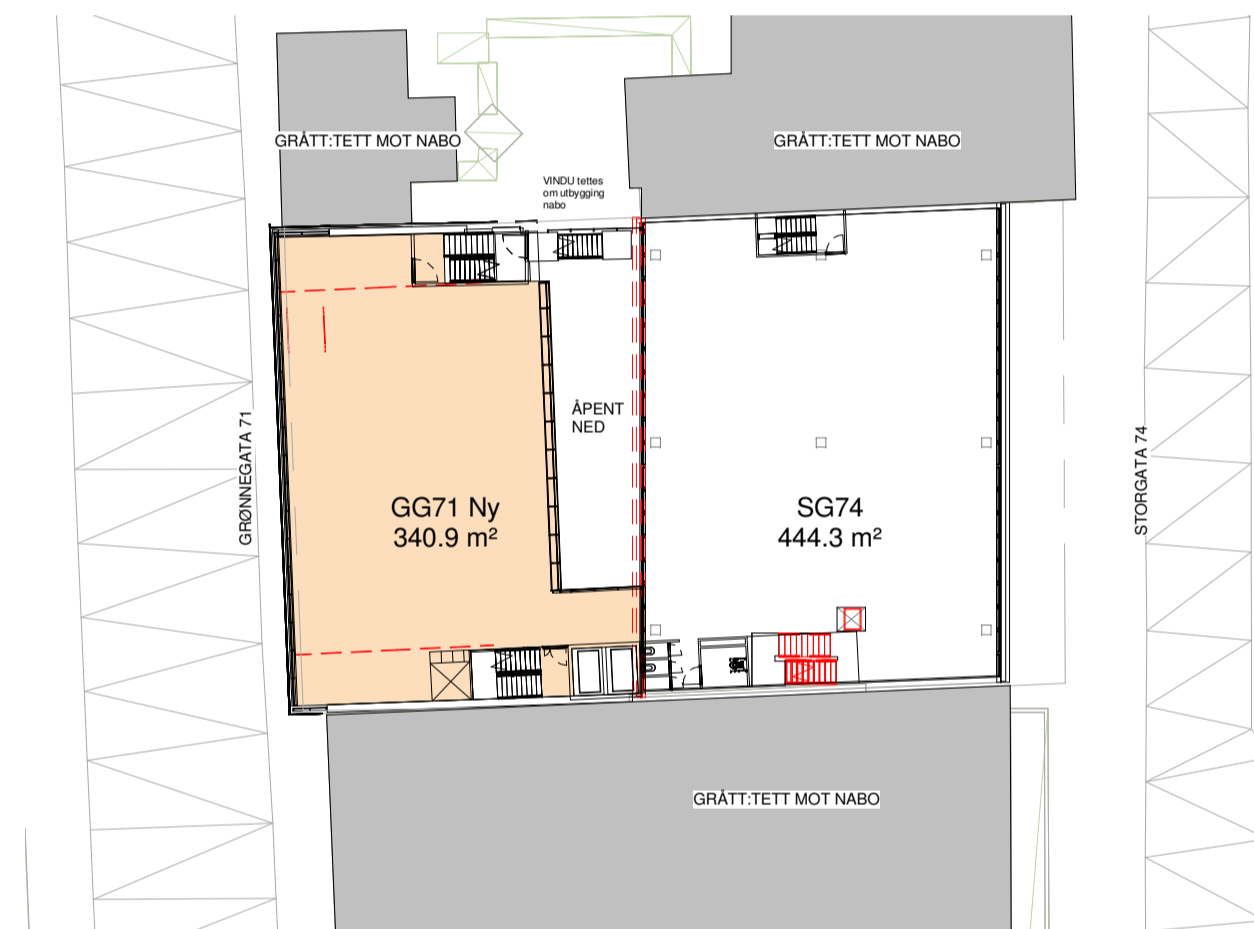 GRÅTT:TETT MOT NABO
GRÅTT:TETT MOT NABO
VINDU tettes
om utbygging
nabo
ÅPENT
NED
GRØNNEGATA 71
STORGATA 74
GG71 Ny
340.9 m²
SG74
444.3 m²
GRÅTT:TETT MOT NABO